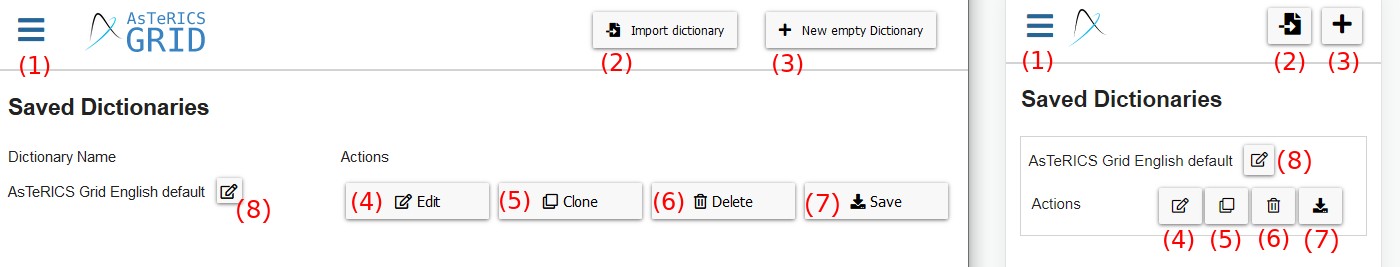 AsTeRICS
GRID
Import dictionary
New empty Dictionary
(1)
(2)
(3)
Saved Dictionaries
Dictionary Name
Actions
AsTeRICS Grid English default
(8)
(4) Edit
(5) Clone
(6) Delete
(7) Save
(1)
(2)
(3)
Saved Dictionaries
AsTeRICS Grid English default (8)
Actions
(4)
(5)
(6)
(7)